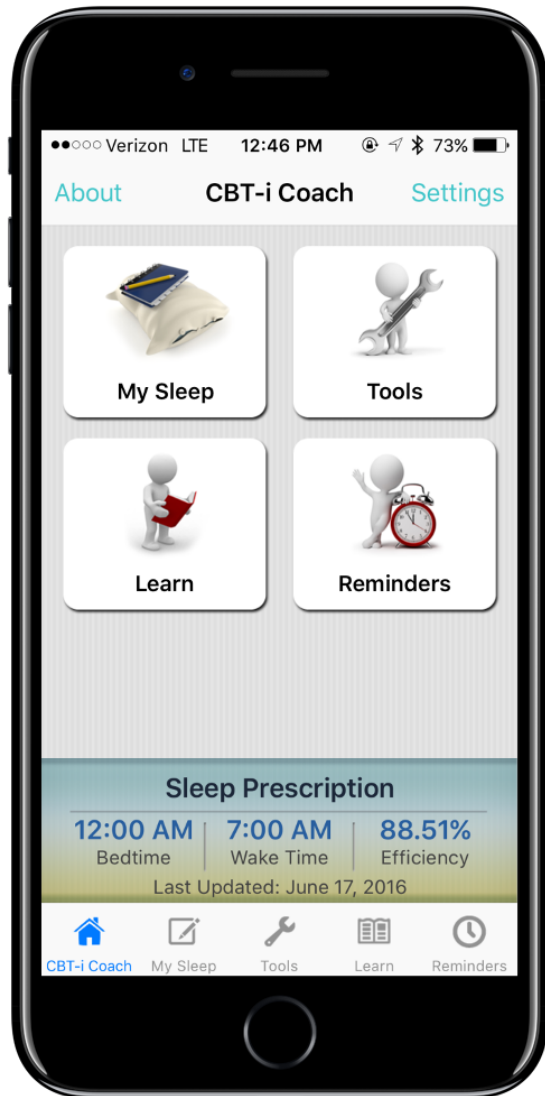 Verizon LTE 12:46 PM 73%
About CBT-i Coach Settings
My Sleep Tools
Learn Reminders
Sleep Prescription
12:00 AM 7:00 AM 88.51%
Bedtime Wake Time Efficiency
Last Updated: June 17, 2016
CBT-i Coach My Sleep Tools Learn Reminders